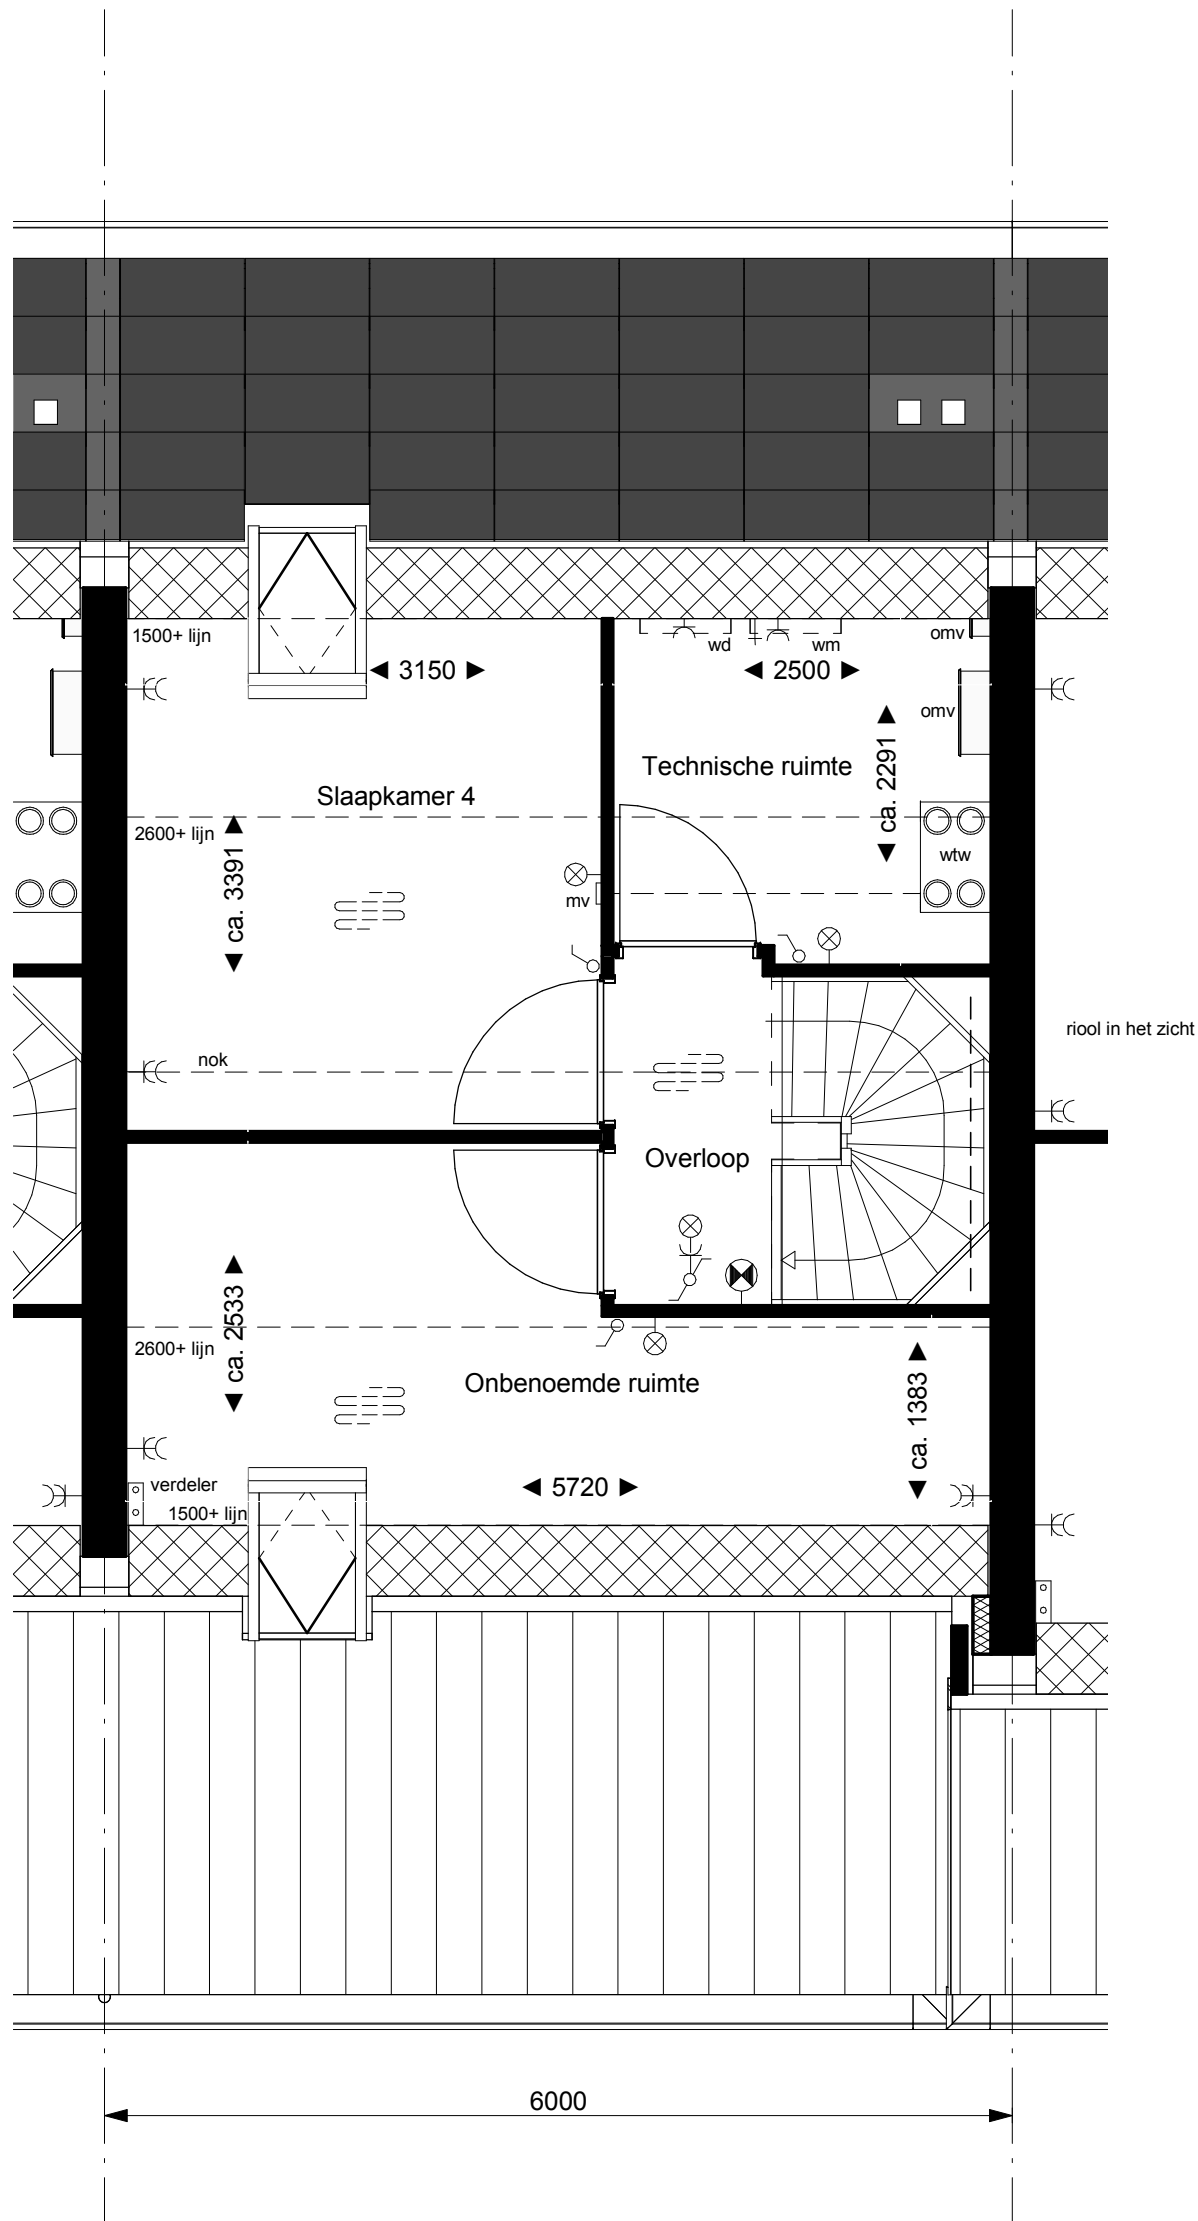 1500+ lijn
◄ 3150 ►
wd
wm
◄ 2500 ►
omv
omv
Technische ruimte
◄ ca. 2291 ►
Slaapkamer 4
2600+ lijn
◄ ca. 3391 ►
wtw
mv
riool in het zicht
nok
Overloop
◄ ca. 2533 ►
2600+ lijn
Onbenoemde ruimte
◄ ca. 1383 ►
verdeler
◄ 5720 ►
1500+ lijn
6000